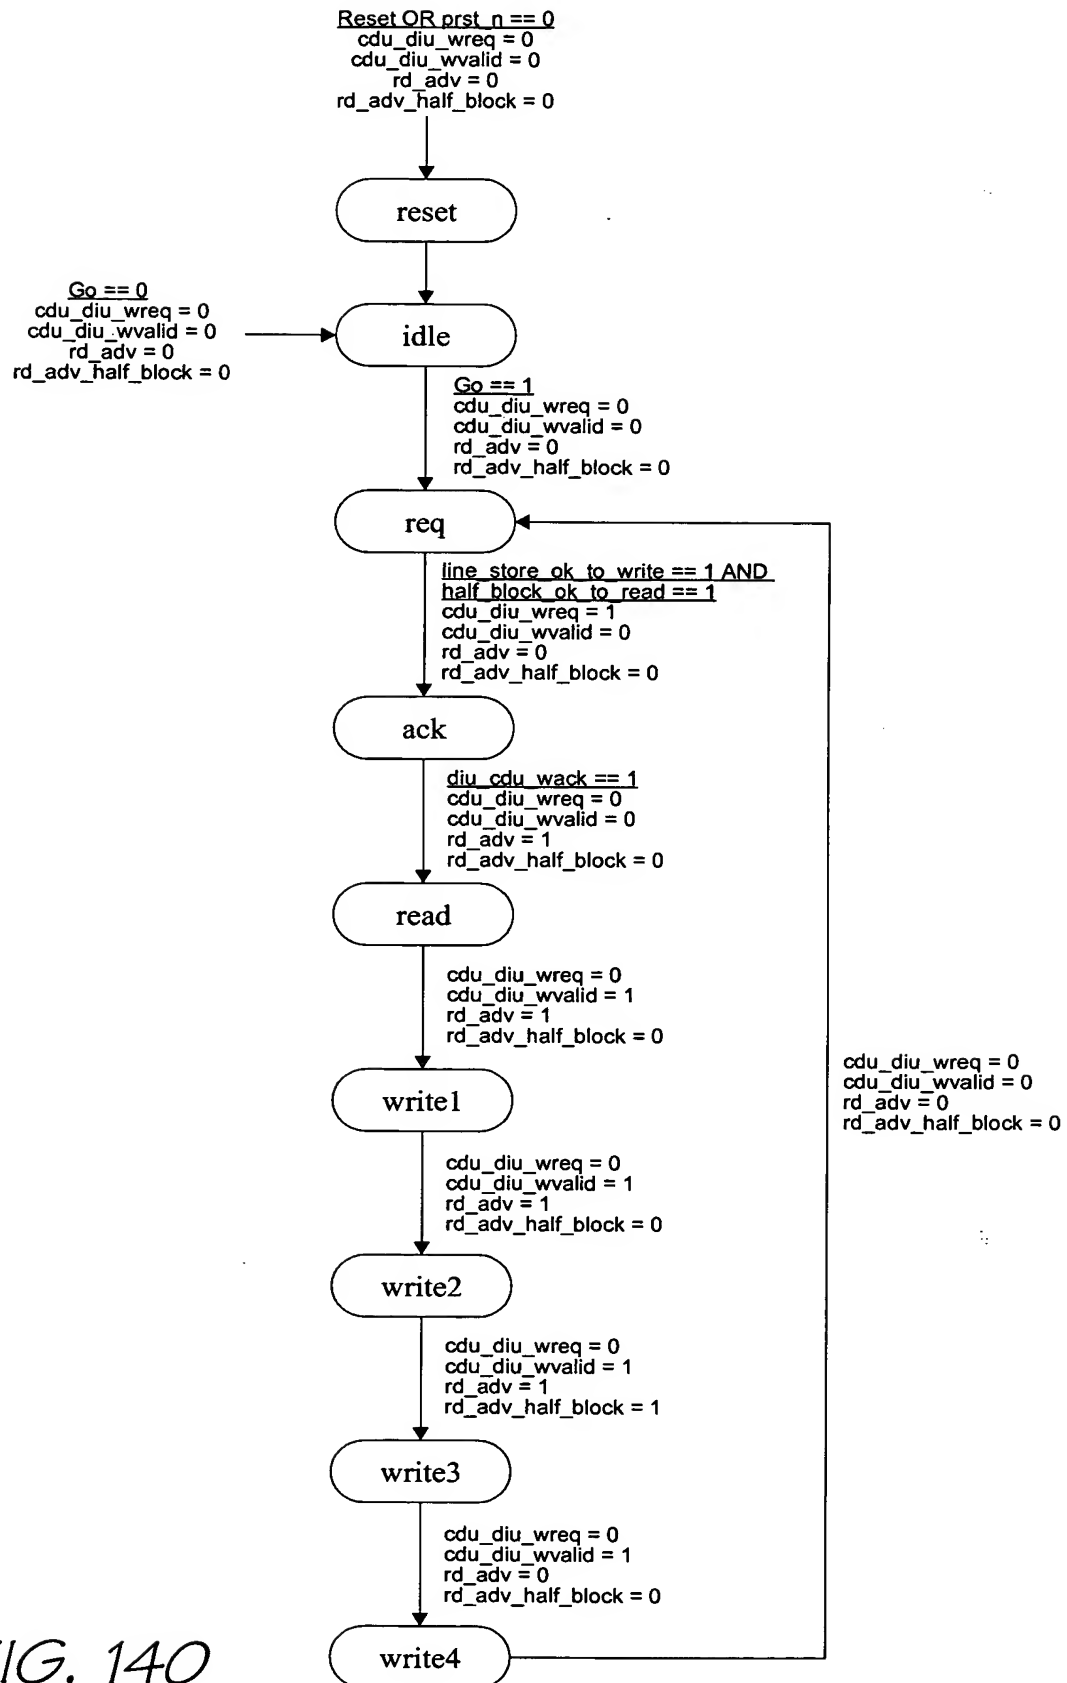 Reset OR prst_n == 0
cdu_diu_wreq = 0
cdu_diu_wvalid = 0
rd_adv = 0
rd_adv_half_block = 0
reset
Go == 0
cdu_diu_wreq = 0
cdu_diu_wvalid = 0
rd_adv = 0
rd_adv_half_block = 0
idle
Go == 1
cdu_diu_wreq = 0
cdu_diu_wvalid = 0
rd_adv = 0
rd_adv_half_block = 0
req
line_store_ok_to_write == 1 AND
half_block_ok_to_read == 1
cdu_diu_wreq = 1
cdu_diu_wvalid = 0
rd_adv = 0
rd_adv_half_block = 0
ack
diu_cdu_wack == 1
cdu_diu_wreq = 0
cdu_diu_wvalid = 0
rd_adv = 1
rd_adv_half_block = 0
read
cdu_diu_wreq = 0
cdu_diu_wvalid = 1
rd_adv = 1
rd_adv_half_block = 0
cdu_diu_wreq = 0
cdu_diu_wvalid = 0
rd_adv = 0
rd_adv_half_block = 0
write1
cdu_diu_wreq = 0
cdu_diu_wvalid = 1
rd_adv = 1
rd_adv_half_block = 0
write2
cdu_diu_wreq = 0
cdu_diu_wvalid = 1
rd_adv = 1
rd_adv_half_block = 1
write3
cdu_diu_wreq = 0
cdu_diu_wvalid = 1
rd_adv = 0
rd_adv_half_block = 0
write4
FIG. 140